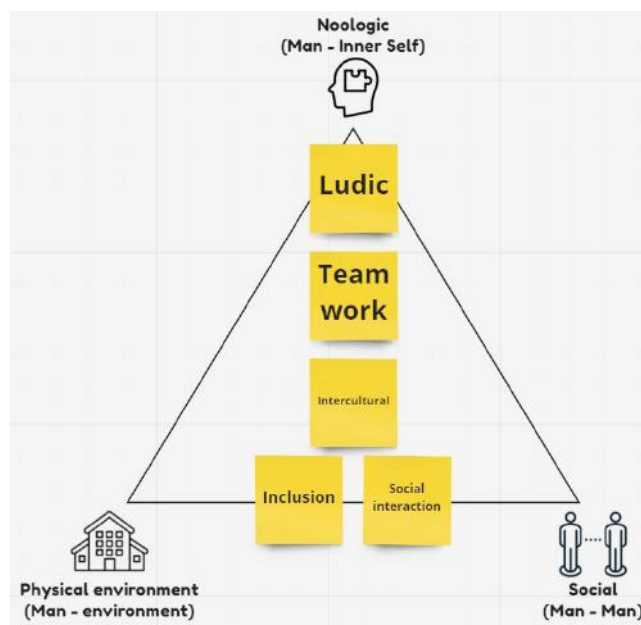 Noologic
(Man - Inner Self)
Ludic
Team
work
Intercultural
Inclusion
Social
interaction
Physical environment
(Man - environment)
Social
(Man - Man)